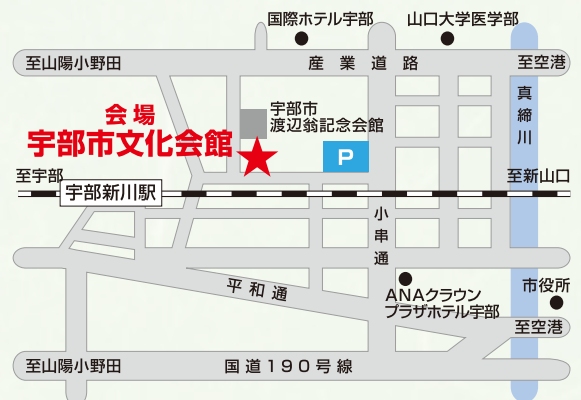 国際ホテル宇部
山口大学医学部
至山陽小野田
産業道路
至空港
会場
宇部市文化会館
宇部市
渡辺翁記念会館
P
真締川
至宇部
宇部新川駅
至新山口
小串通
平和通
ANAクラウン
プラザホテル宇部
市役所
至空港
至山陽小野田
国道190号線